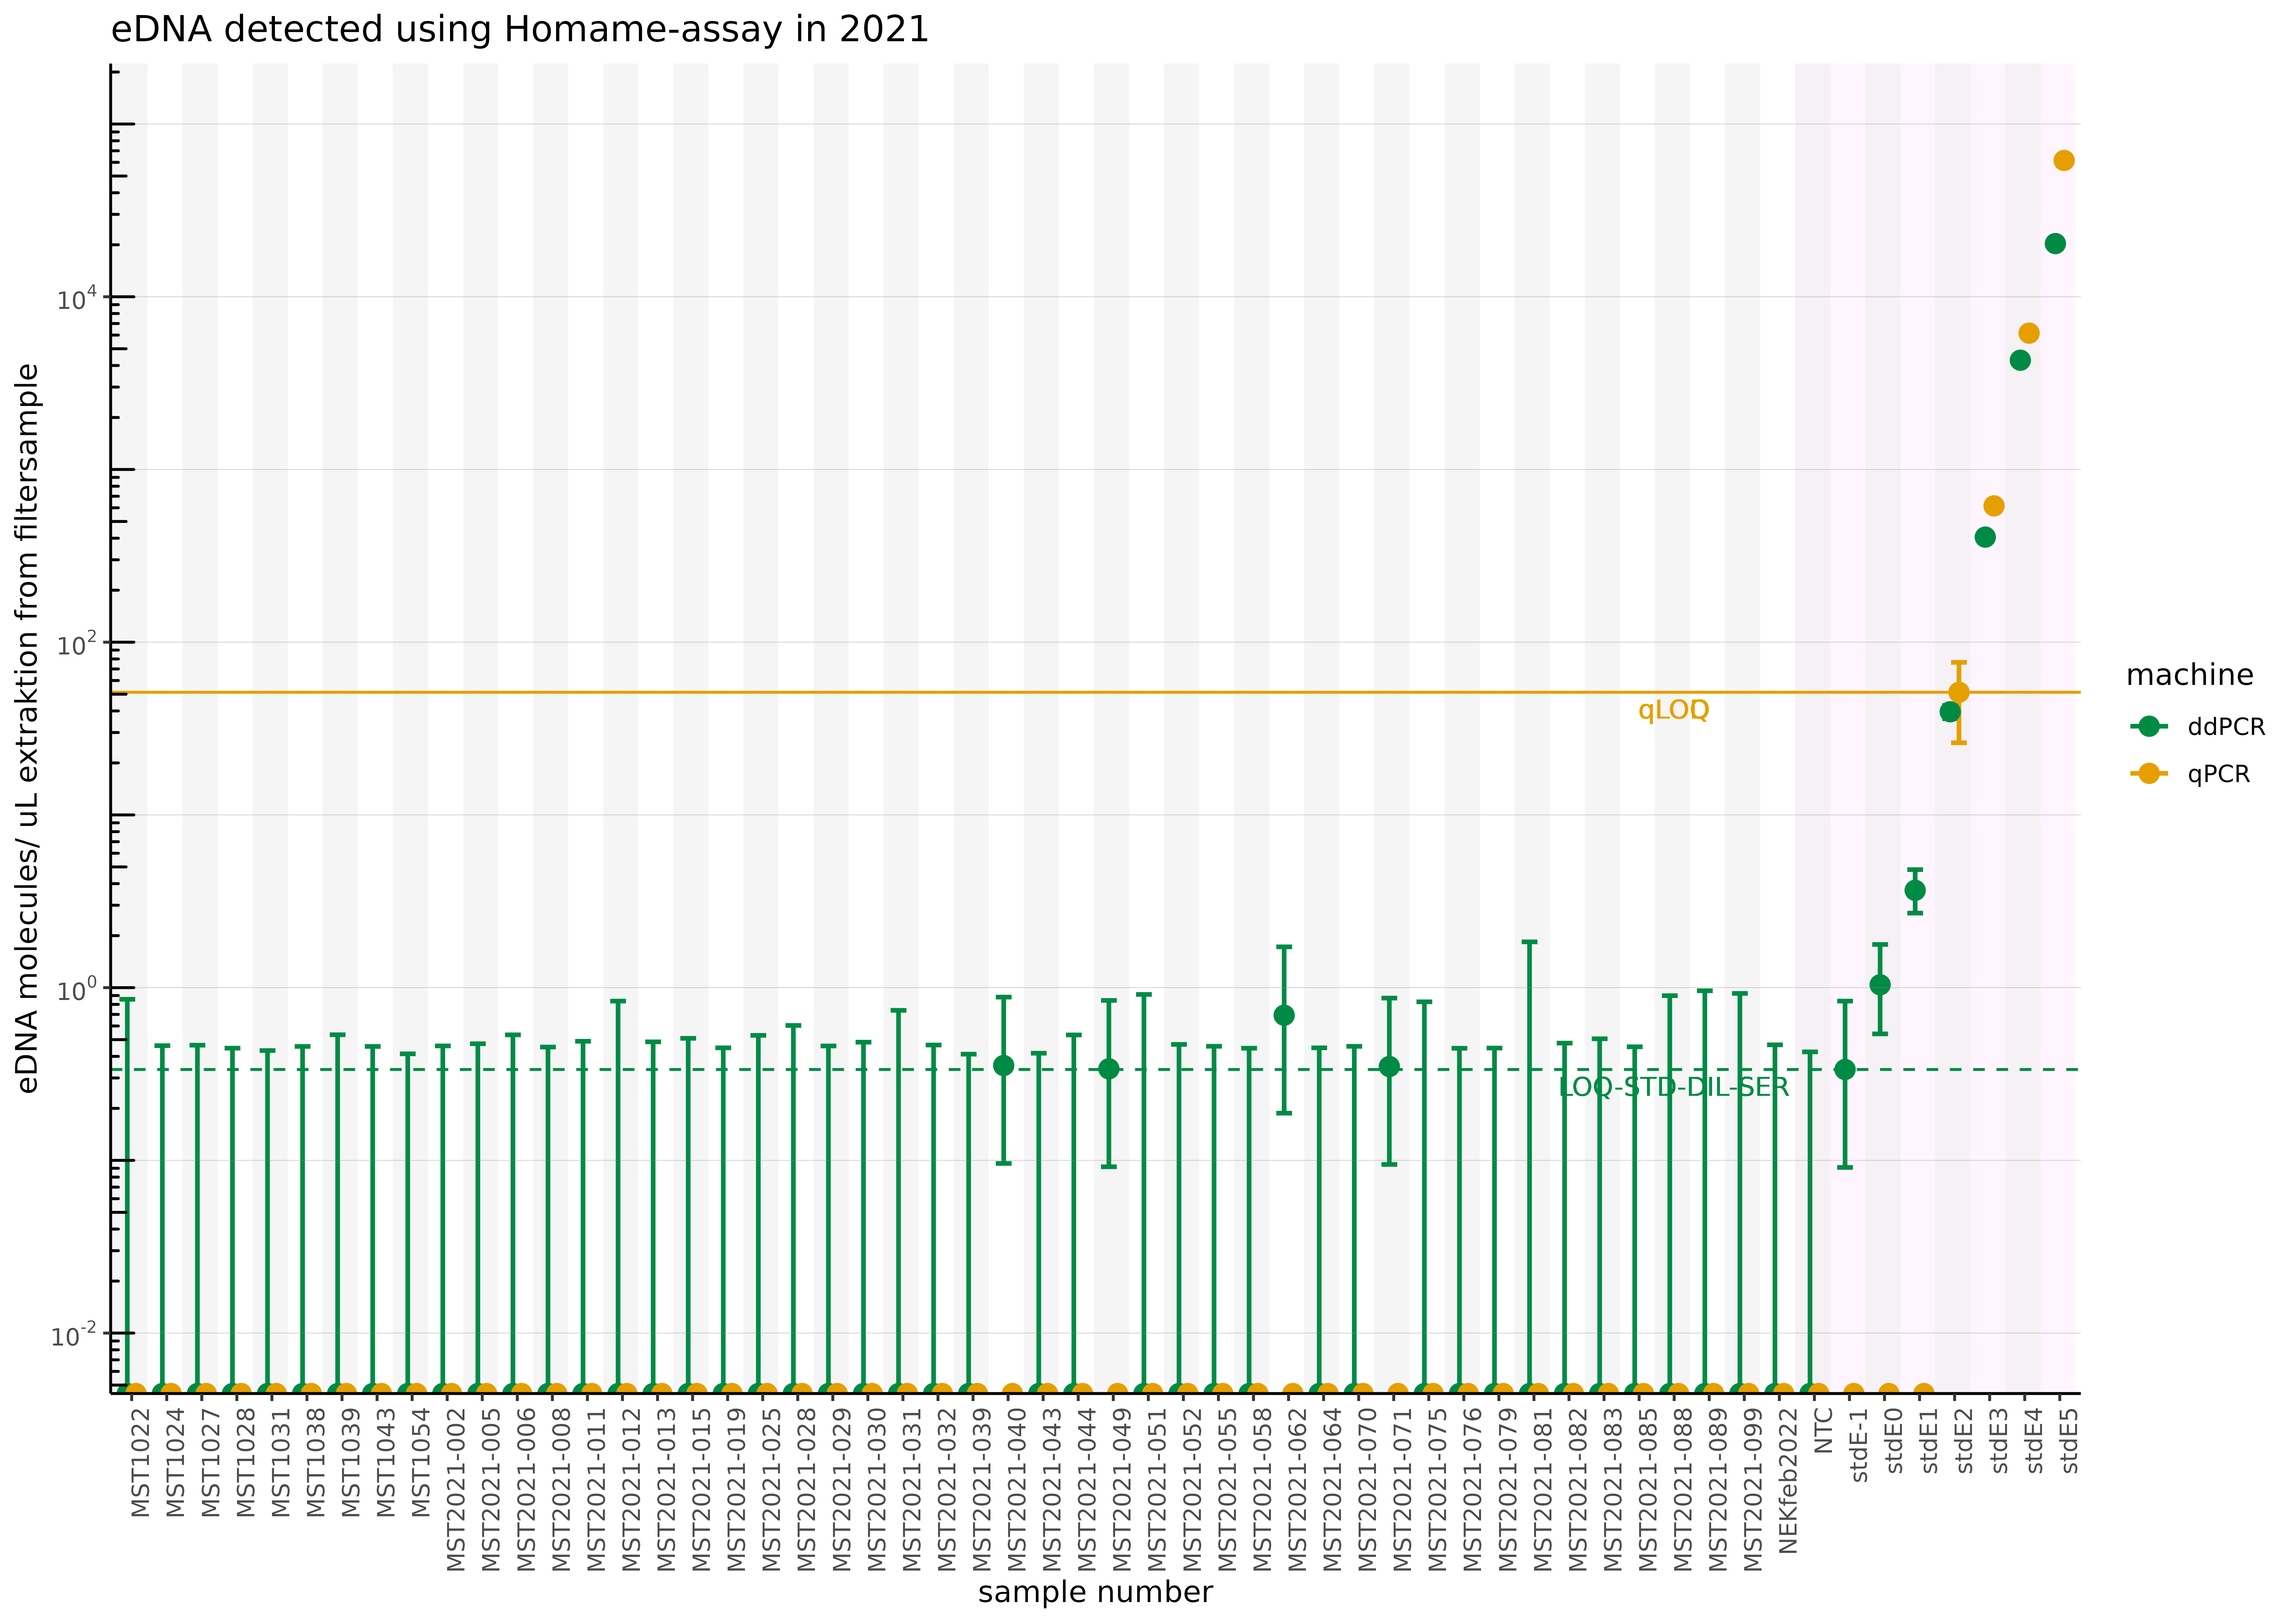 eDNA detected using Homame-assay in 2021
eDNA molecules/ uL extraktion from filtersample
10^4
10^2
10^0
10^-2
qLOD
qLOQ
LOQ-STD-DIL-SER
machine
ddPCR
qPCR
MST1022
MST1024
MST1027
MST1028
MST1031
MST1038
MST1039
MST1043
MST1054
MST2021-002
MST2021-005
MST2021-006
MST2021-008
MST2021-011
MST2021-012
MST2021-013
MST2021-015
MST2021-019
MST2021-025
MST2021-028
MST2021-029
MST2021-030
MST2021-031
MST2021-032
MST2021-039
MST2021-040
MST2021-043
MST2021-044
MST2021-049
MST2021-051
MST2021-052
MST2021-055
MST2021-058
MST2021-062
MST2021-064
MST2021-070
MST2021-071
MST2021-075
MST2021-076
MST2021-079
MST2021-081
MST2021-082
MST2021-083
MST2021-085
MST2021-088
MST2021-089
MST2021-099
NEKfeb2022
NTC
stdE-1
stdE0
stdE1
stdE2
stdE3
stdE4
stdE5
sample number